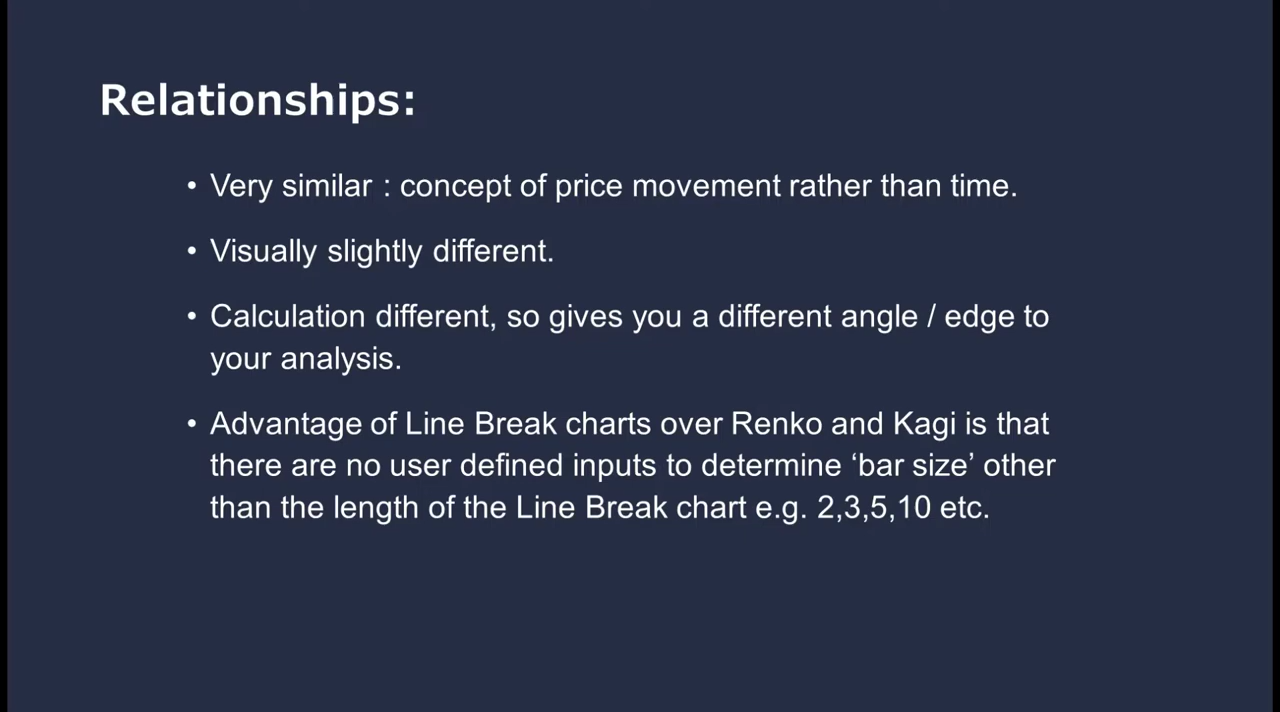 Relationships:
• Very similar : concept of price movement rather than time.
• Visually slightly different.
• Calculation different, so gives you a different angle / edge to
your analysis.
• Advantage of Line Break charts over Renko and Kagi is that
there are no user defined inputs to determine ‘bar size’ other
than the length of the Line Break chart e.g. 2,3,5,10 etc.